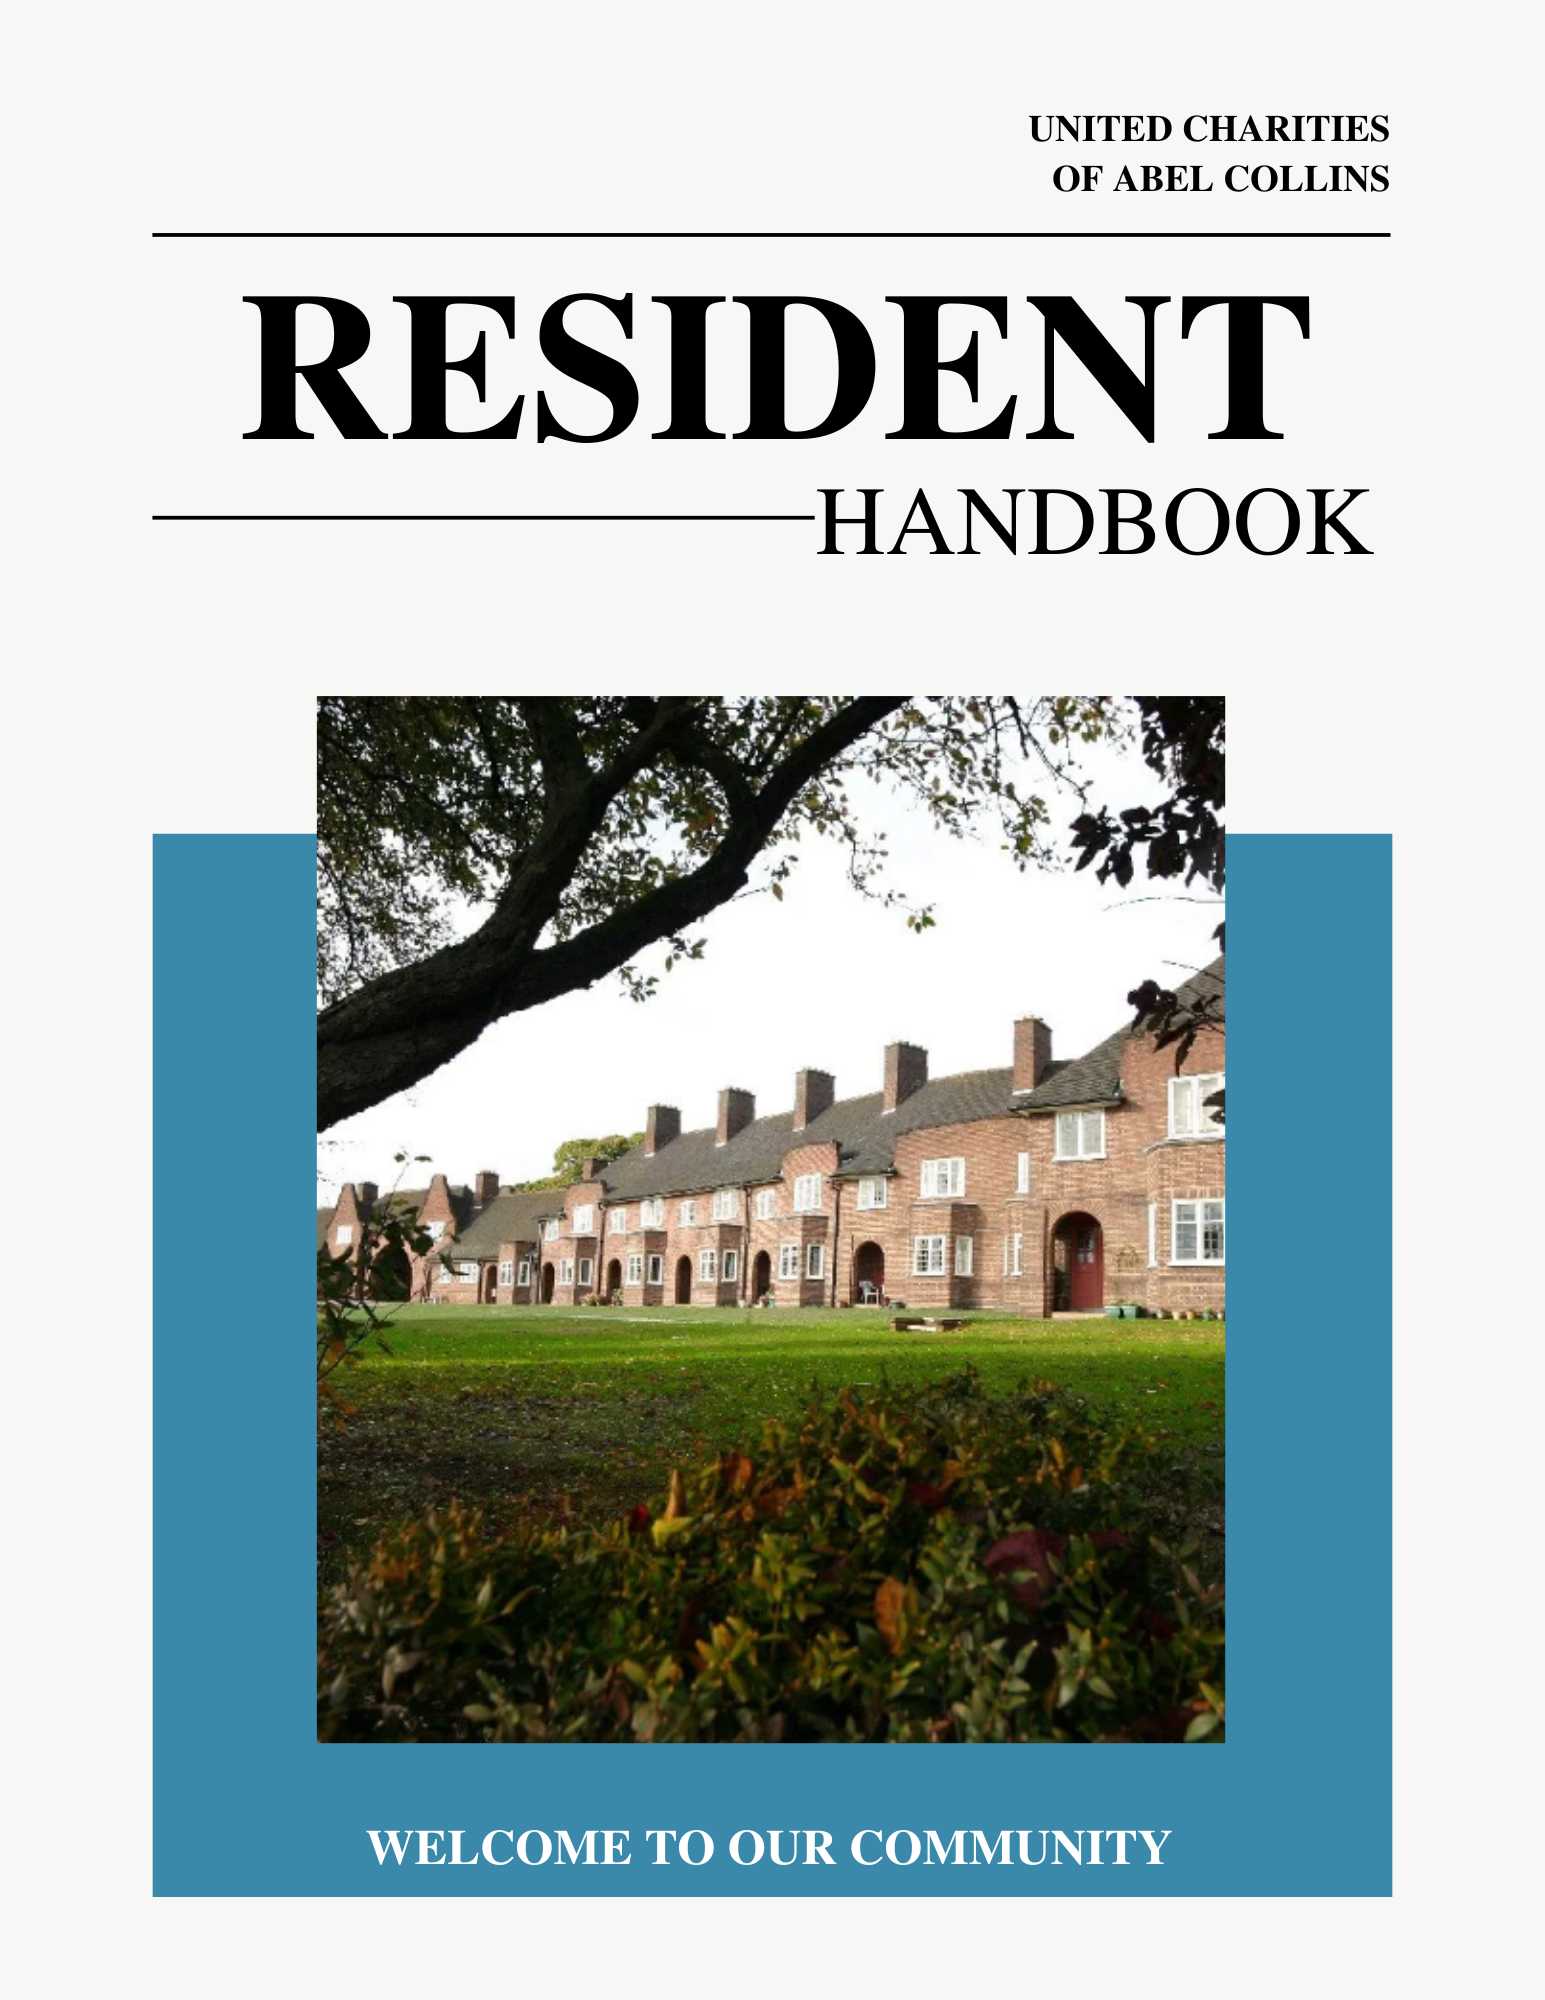 UNITED CHARITIES
OF ABEL COLLINS
RESIDENT
HANDBOOK
WELCOME TO OUR COMMUNITY